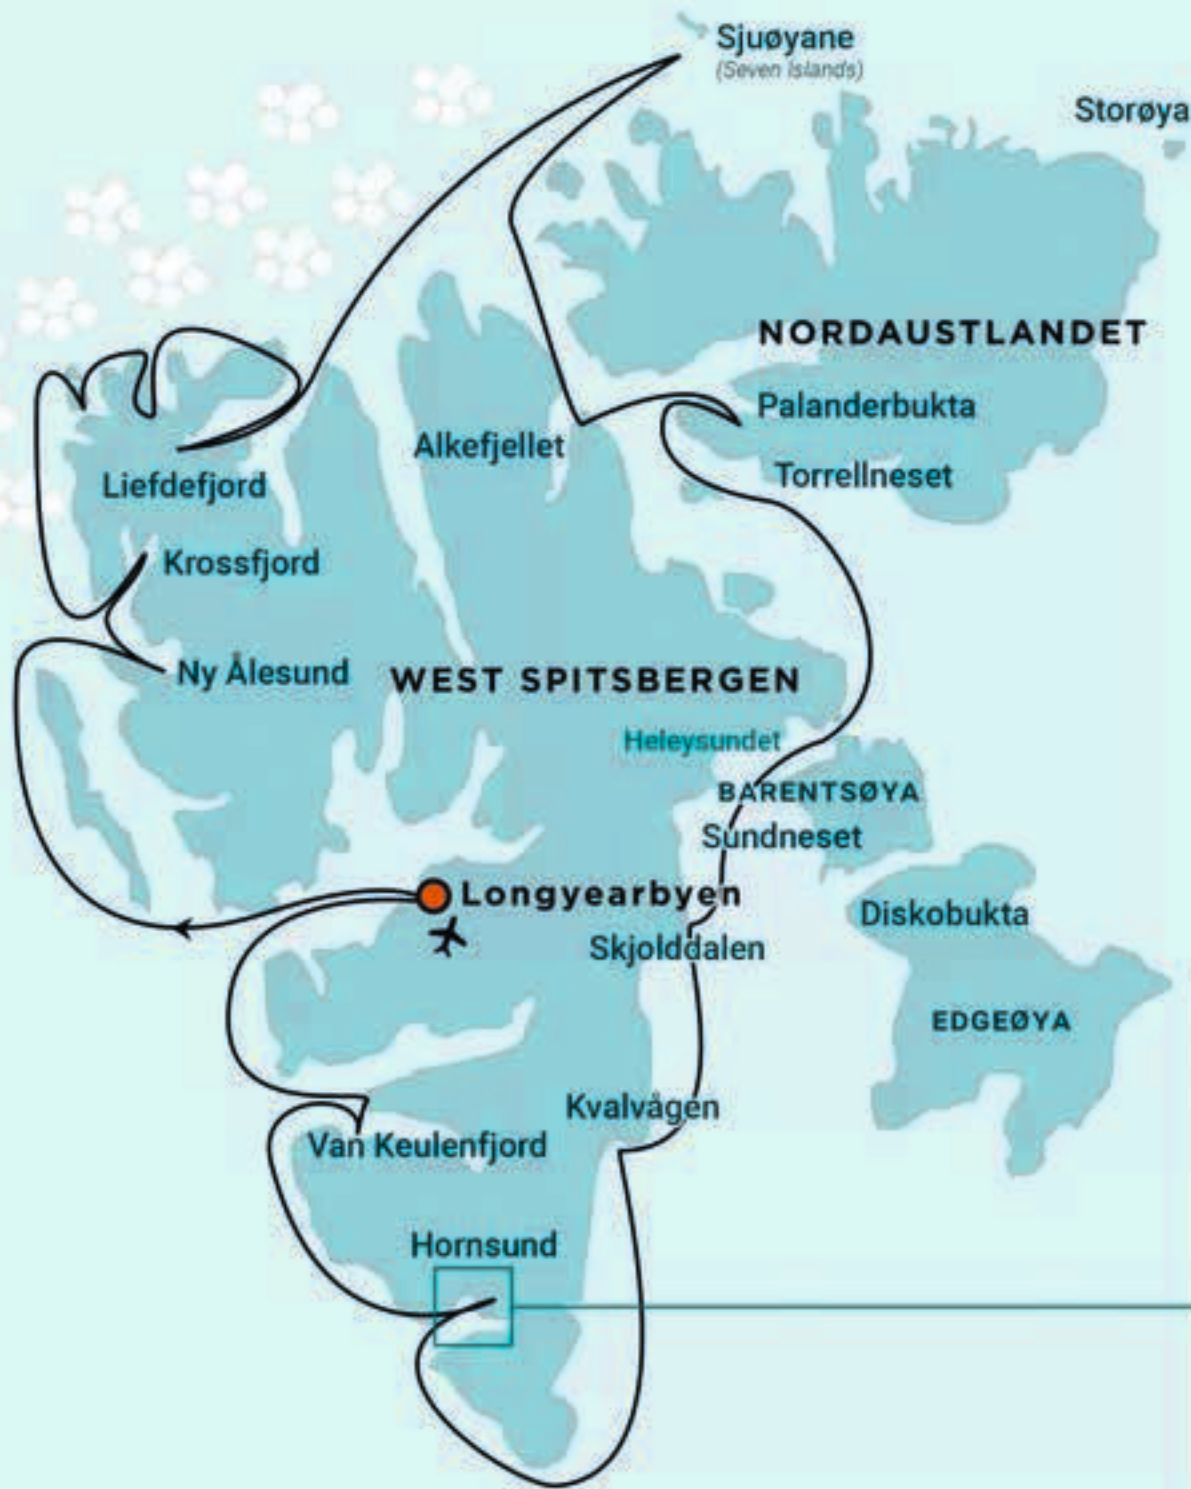 Sjuøyane
(Seven Islands)
Storøya
NORDAUSTLANDET
Palanderbukta
Alkefjellet
Torrellneset
Liefdefjord
Krossfjord
Ny Ålesund
WEST SPITSBERGEN
Heleysundet
BARENTSØYA
Sundneset
Longyearbyen
Diskobukta
Skjolddalen
EDGEØYA
Kvalvågen
Van Keulenfjord
Hornsund